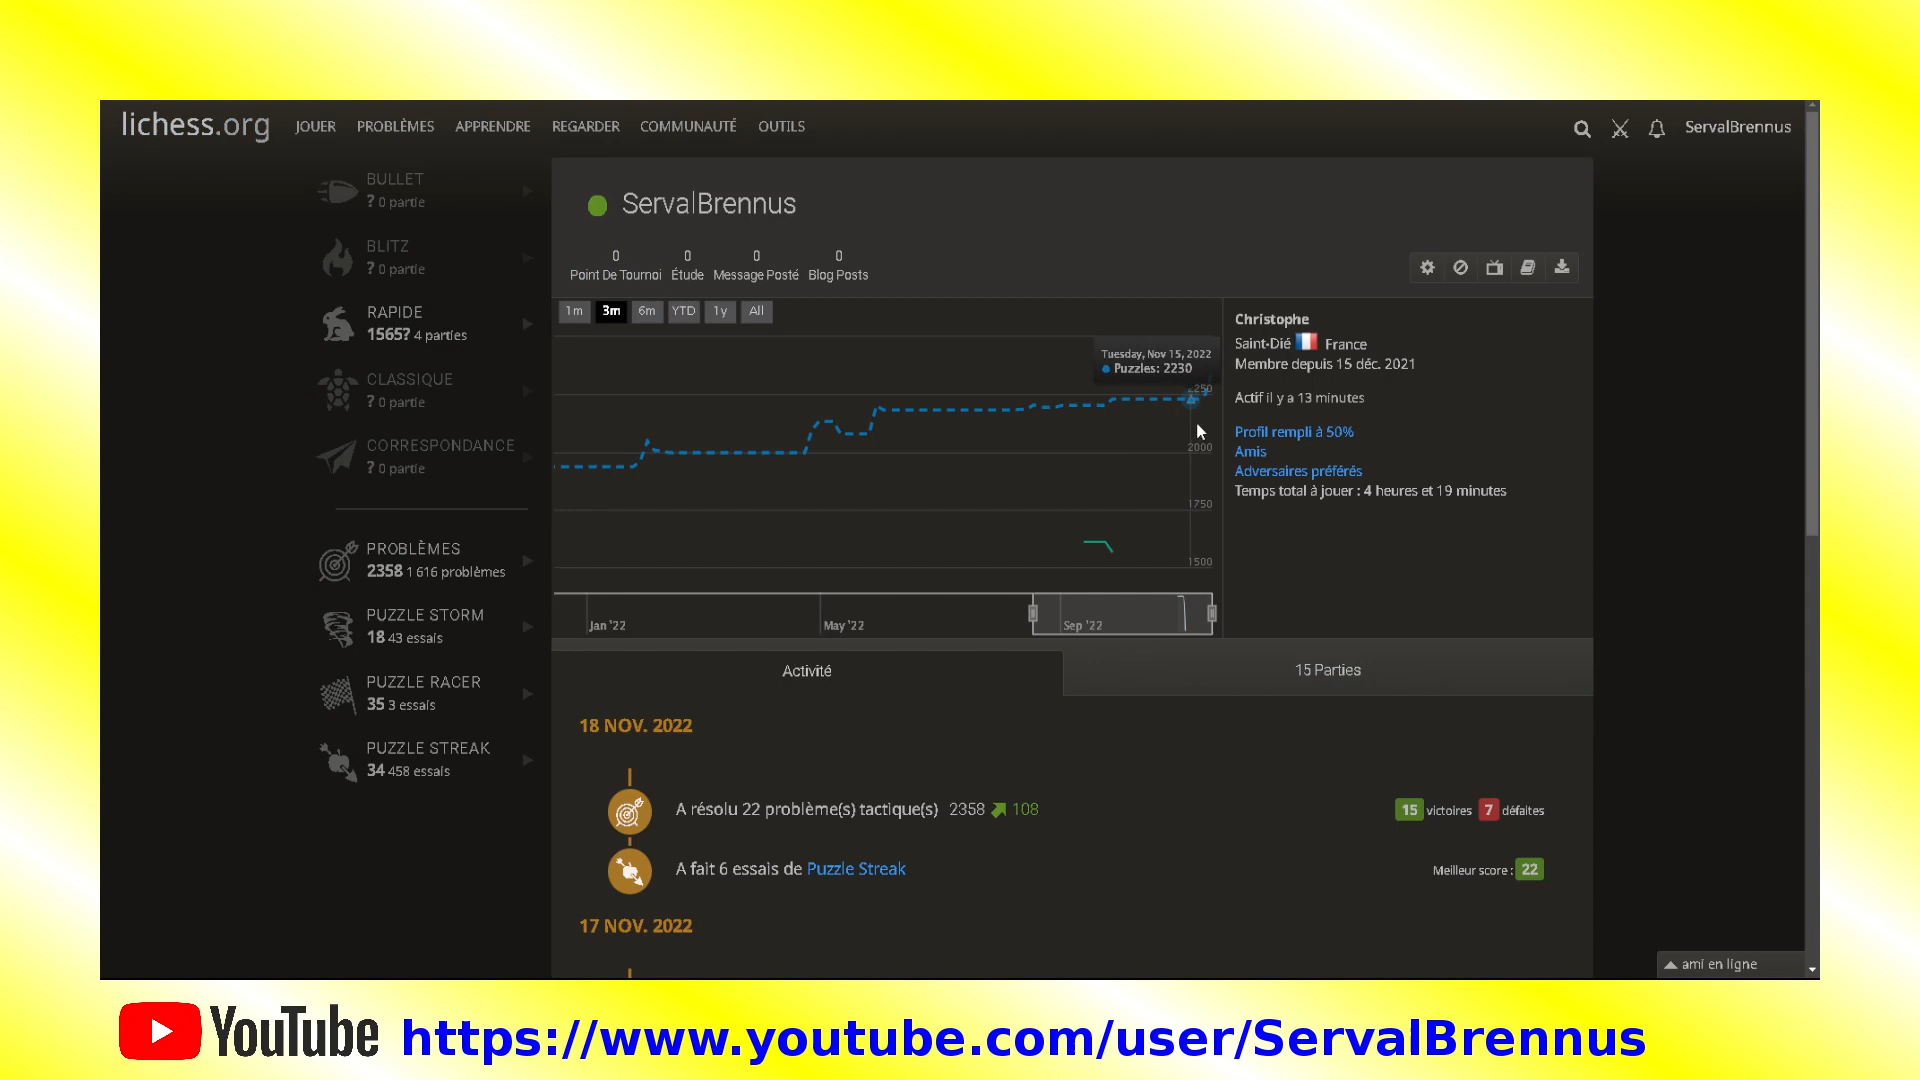 lichess.org JOUER PROBLÈMES APPRENDRE REGARDER COMMUNAUTÉ OUTILS ServalBrennus
BULLET
? 0 partie
BLITZ
? 0 partie
RAPIDE
1565? 4 parties
CLASSIQUE
? 0 partie
CORRESPONDANCE
? 0 partie
PROBLÈMES
2358 1 616 problèmes
PUZZLE STORM
18 43 essais
PUZZLE RACER
35 3 essais
PUZZLE STREAK
34 458 essais
ServalBrennus
0 0 0 0
Point De Tournoi Étude Message Posté Blog Posts
1m 3m 6m YTD 1y All
Tuesday, Nov 15, 2022
Puzzles: 2230
2250
2000
1750
1500
Jan '22 May '22 Sep '22
Christophe
Saint-Dié France
Membre depuis 15 déc. 2021
Actif il y a 13 minutes
Profil rempli à 50%
Amis
Adversaires préférés
Temps total à jouer : 4 heures et 19 minutes
Activité 15 Parties
18 NOV. 2022
A résolu 22 problème(s) tactique(s) 2358 108 15 victoires 7 défaites
A fait 6 essais de Puzzle Streak Meilleur score : 22
17 NOV. 2022
ami en ligne
YouTube https://www.youtube.com/user/ServalBrennus